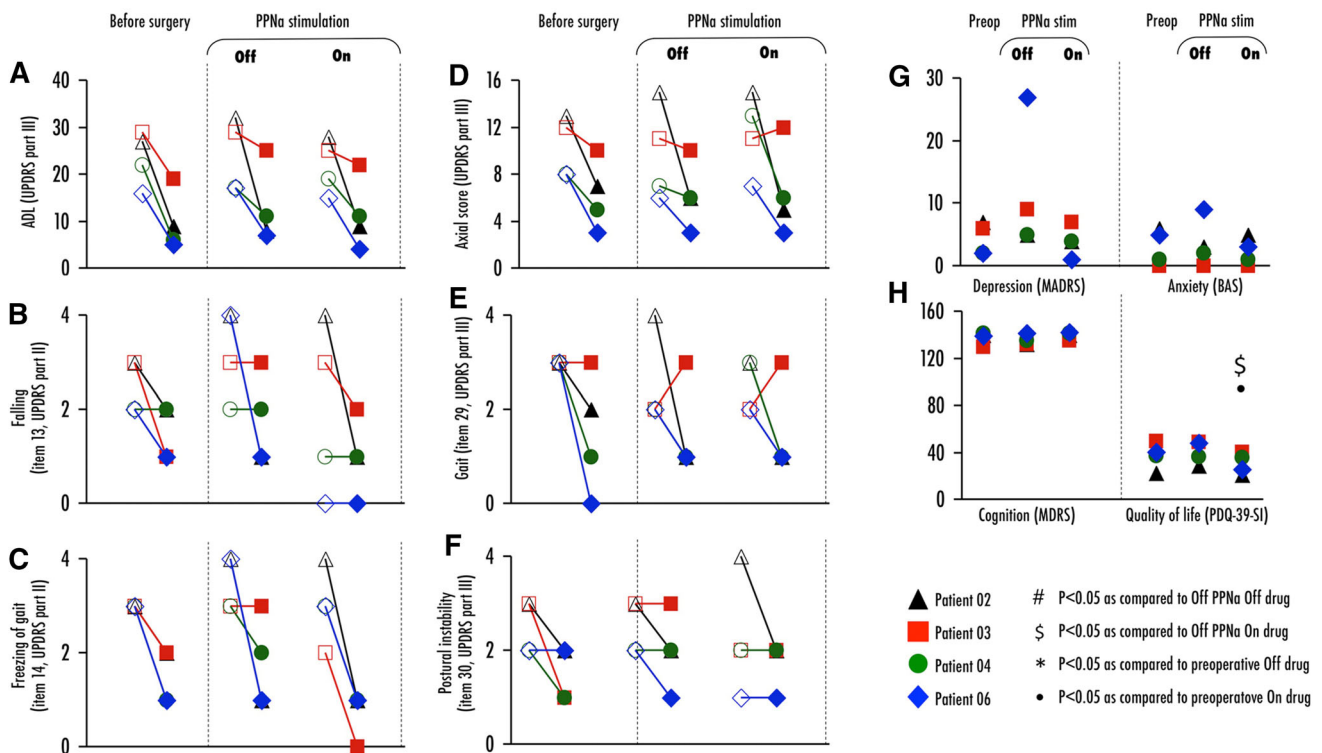 Before surgery
PPNa stimulation
Off
On
A
ADL (UPDRS part III)
40
30
20
10
0
B
Falling
(item 13, UPDRS part II)
4
2
0
C
Freezing of gait
(item 14, UPDRS part II)
4
2
0
Before surgery
PPNa stimulation
Off
On
D
Axial score (UPDRS part III)
16
12
8
4
0
E
Gait (item 29, UPDRS part III)
4
3
2
1
0
F
Postural instability
(item 30, UPDRS part III)
4
3
2
1
0
Preop
PPNa stim
Off
On
Preop
PPNa stim
Off
On
G
30
20
10
0
Depression (MADRS)
Anxiety (BAS)
H
160
120
80
40
0
$
•
Cognition (MDRS)
Quality of life (PDQ-39-SI)
Patient 02
Patient 03
Patient 04
Patient 06
# P<0.05 as compared to Off PPNa Off drug
$ P<0.05 as compared to Off PPNa On drug
* P<0.05 as compared to preoperative Off drug
• P<0.05 as compared to preoperatove On drug